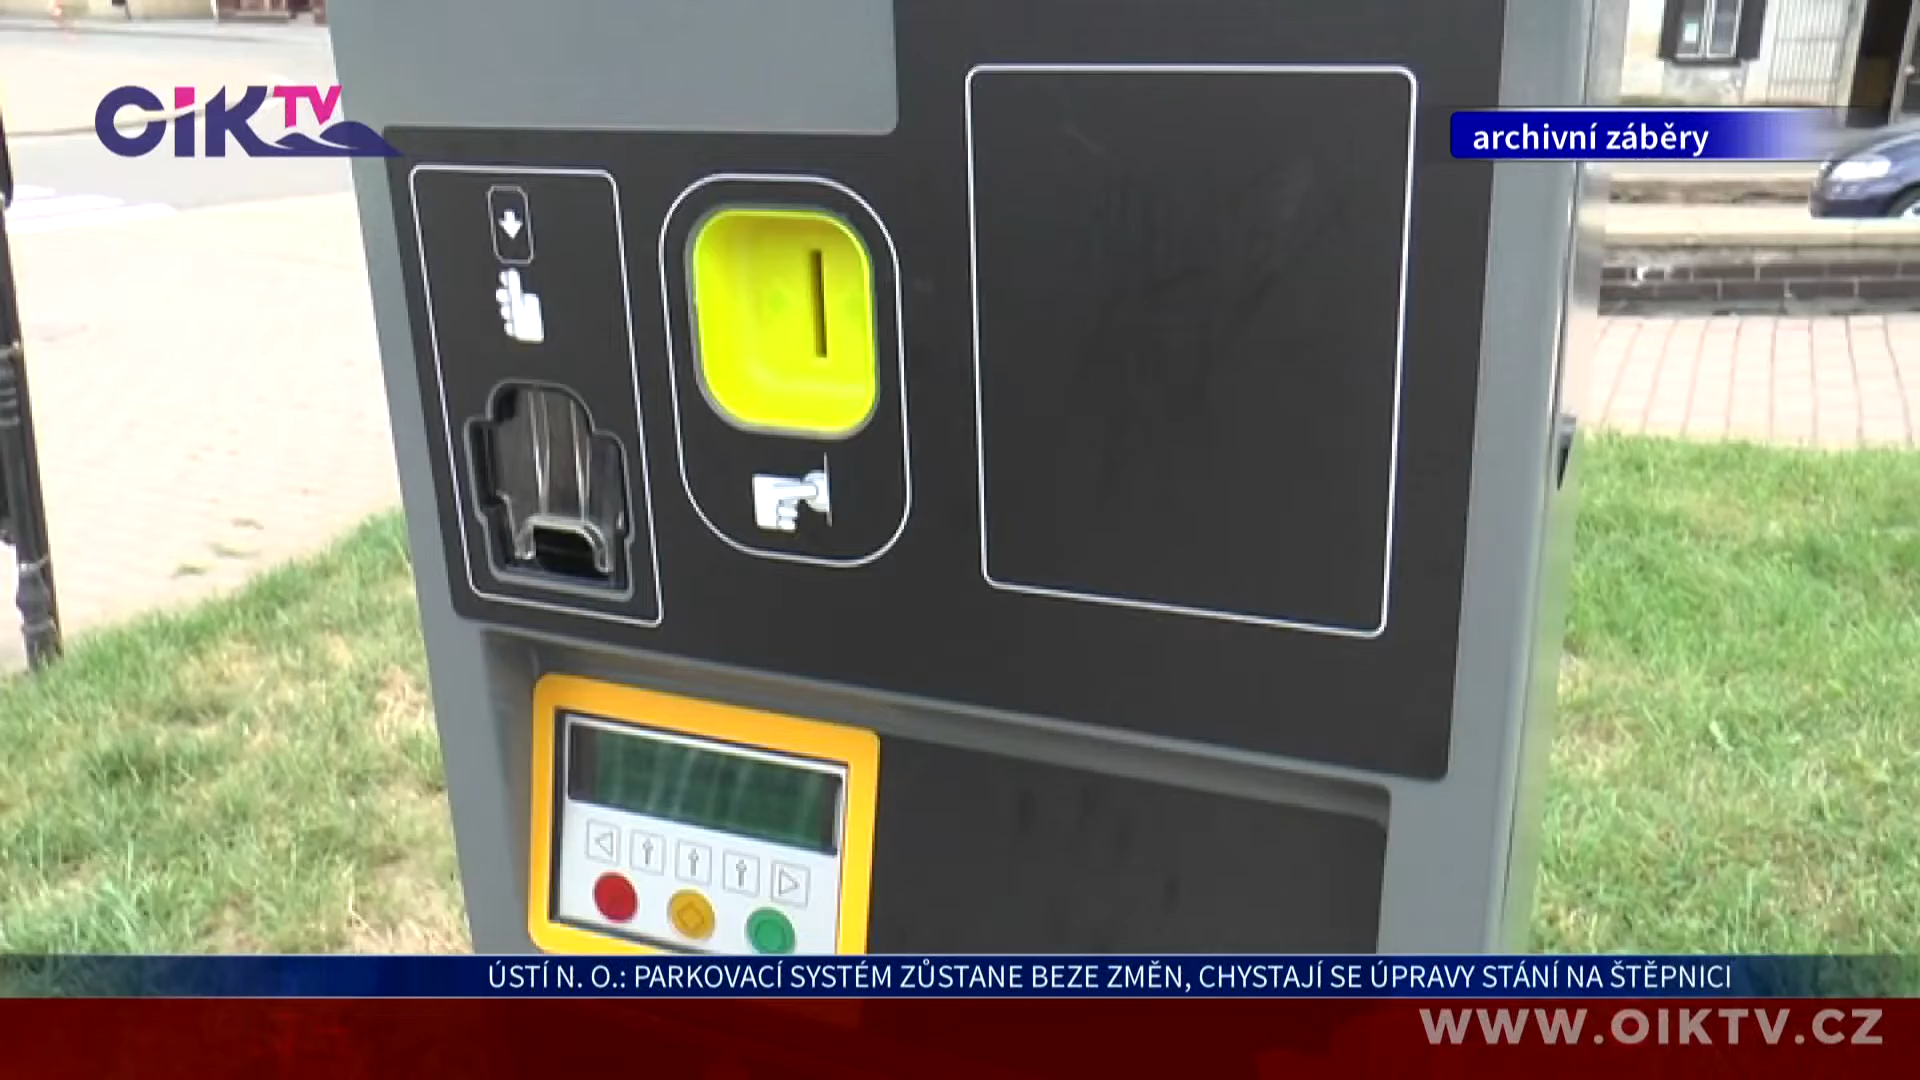 OIK TV
archivní záběry
ÚSTÍ N. O.: PARKOVACÍ SYSTÉM ZŮSTANE BEZE ZMĚN, CHYSTAJÍ SE ÚPRAVY STÁNÍ NA ŠTĚPNICI
WWW.OIKTV.CZ